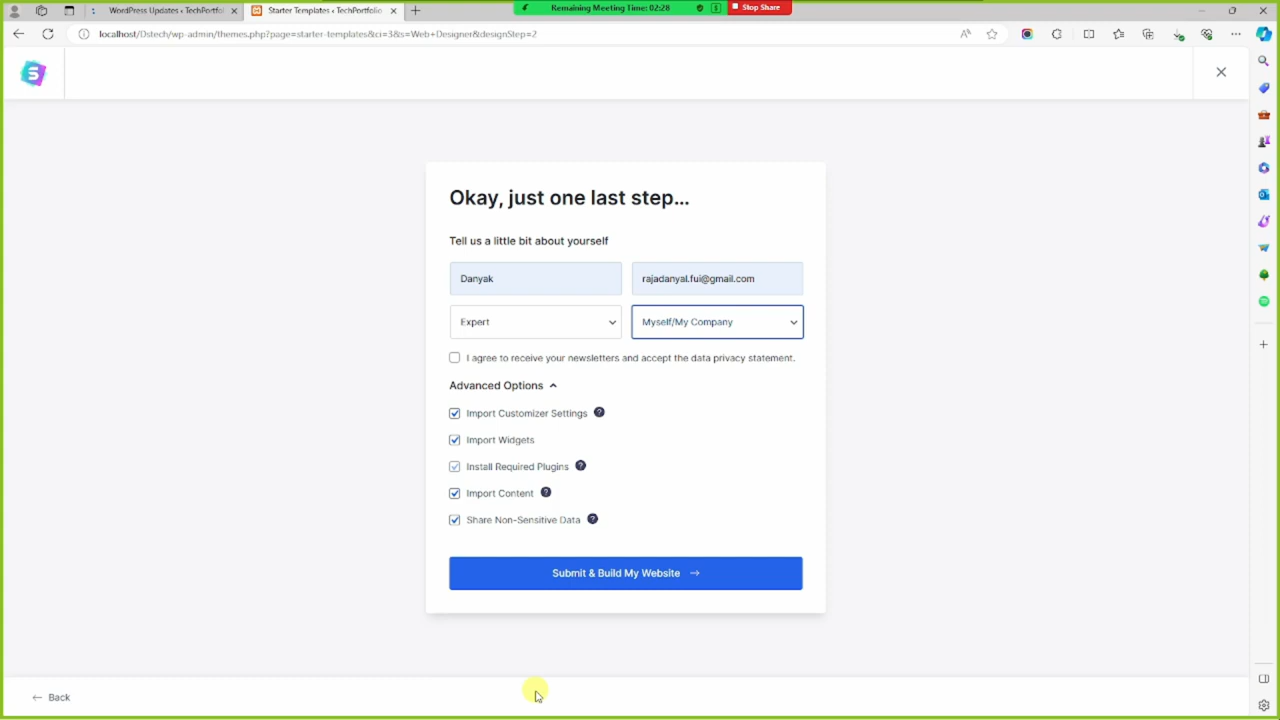 WordPress Updates ‹ TechPortfol
Starter Templates ‹ TechPortfolio
Remaining Meeting Time: 02:28
Stop Share
localhost/Dstech/wp-admin/themes.php?page=starter-templates&ci=3&s=Web+Designer&designStep=2
Okay, just one last step...
Tell us a little bit about yourself
Danyak
rajadanyal.fui@gmail.com
Expert
Myself/My Company
I agree to receive your newsletters and accept the data privacy statement.
Advanced Options
Import Customizer Settings ?
Import Widgets
Install Required Plugins ?
Import Content ?
Share Non-Sensitive Data ?
Submit & Build My Website →
← Back